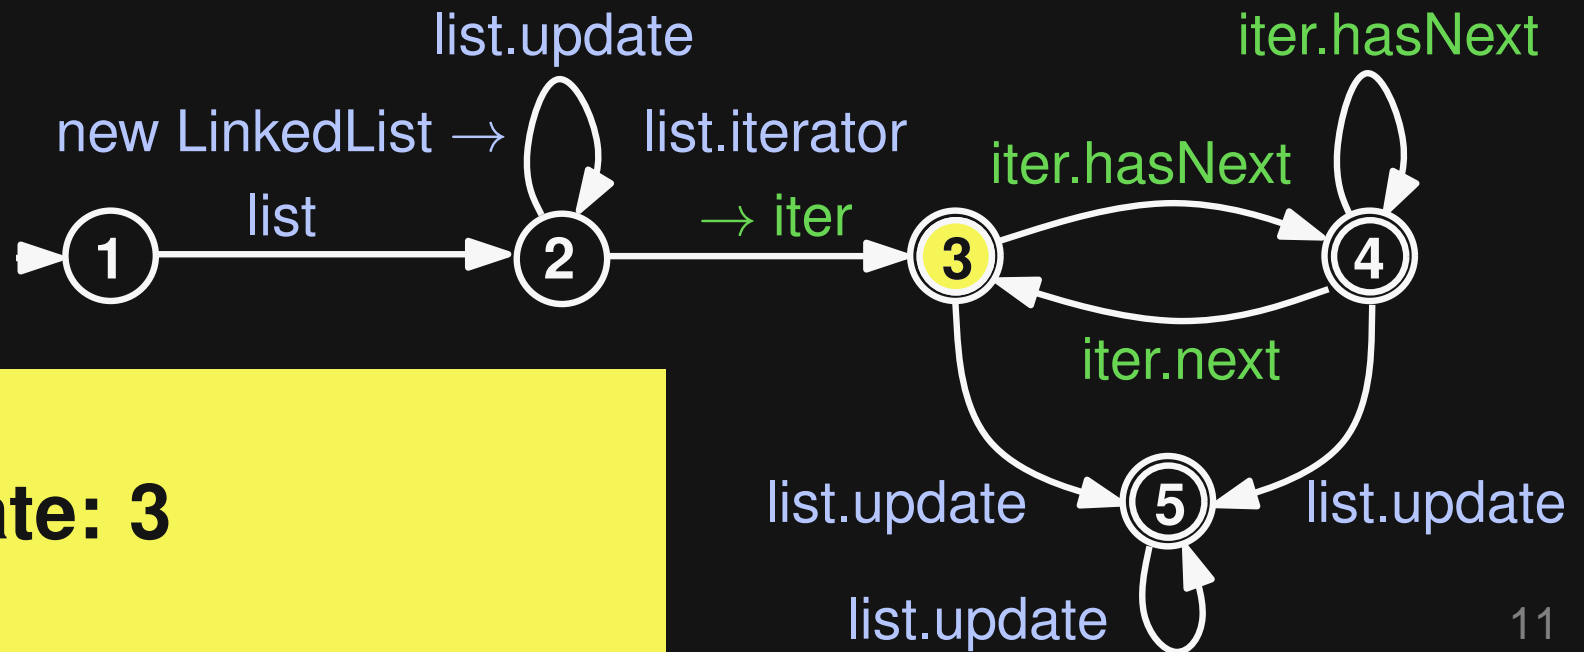 list.update
iter.hasNext
new LinkedList →
list.iterator
iter.hasNext
list
→ iter
1
2
3
4
iter.next
list.update
5
list.update
ate: 3
list.update
11